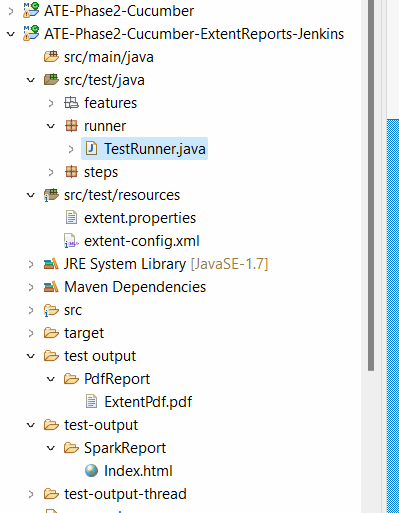 ATE-Phase2-Cucumber
ATE-Phase2-Cucumber-ExtentReports-Jenkins
src/main/java
src/test/java
features
runner
TestRunner.java
steps
src/test/resources
extent.properties
extent-config.xml
JRE System Library [JavaSE-1.7]
Maven Dependencies
src
target
test output
PdfReport
ExtentPdf.pdf
test-output
SparkReport
Index.html
test-output-thread